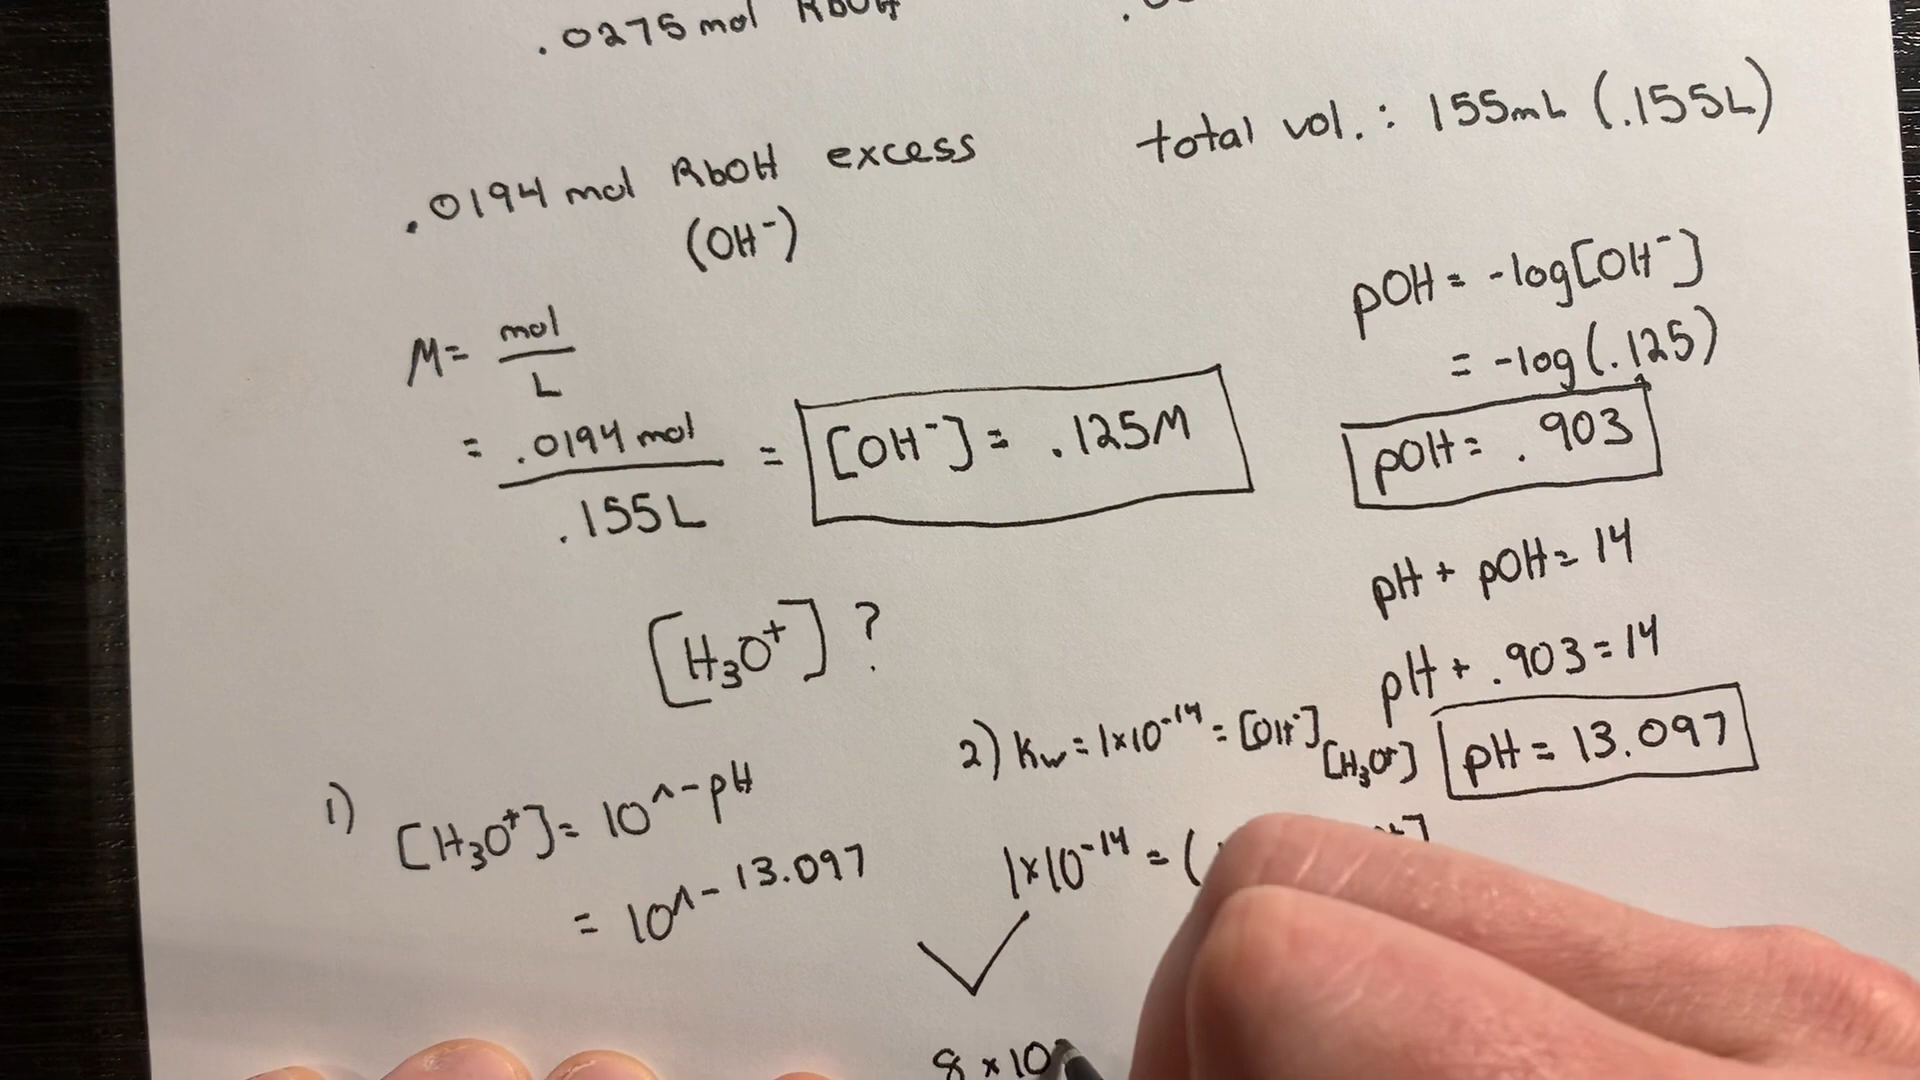 .0275 mol RbOH
total vol.: 155mL (.155L)
.0194 mol RbOH excess
(OH⁻)
M = mol
L
= .0194 mol
.155L
= [OH⁻] = .125M
pOH = -log[OH⁻]
= -log(.125)
pOH = .903
pH + pOH = 14
pH + .903 = 14
pH = 13.097
[H₃O⁺] ?
1) [H₃O⁺] = 10^-pH
= 10^-13.097
2) Kw = 1×10⁻¹⁴ = [OH⁻]
[H₃O⁺]
1×10⁻¹⁴ = (
8 × 10